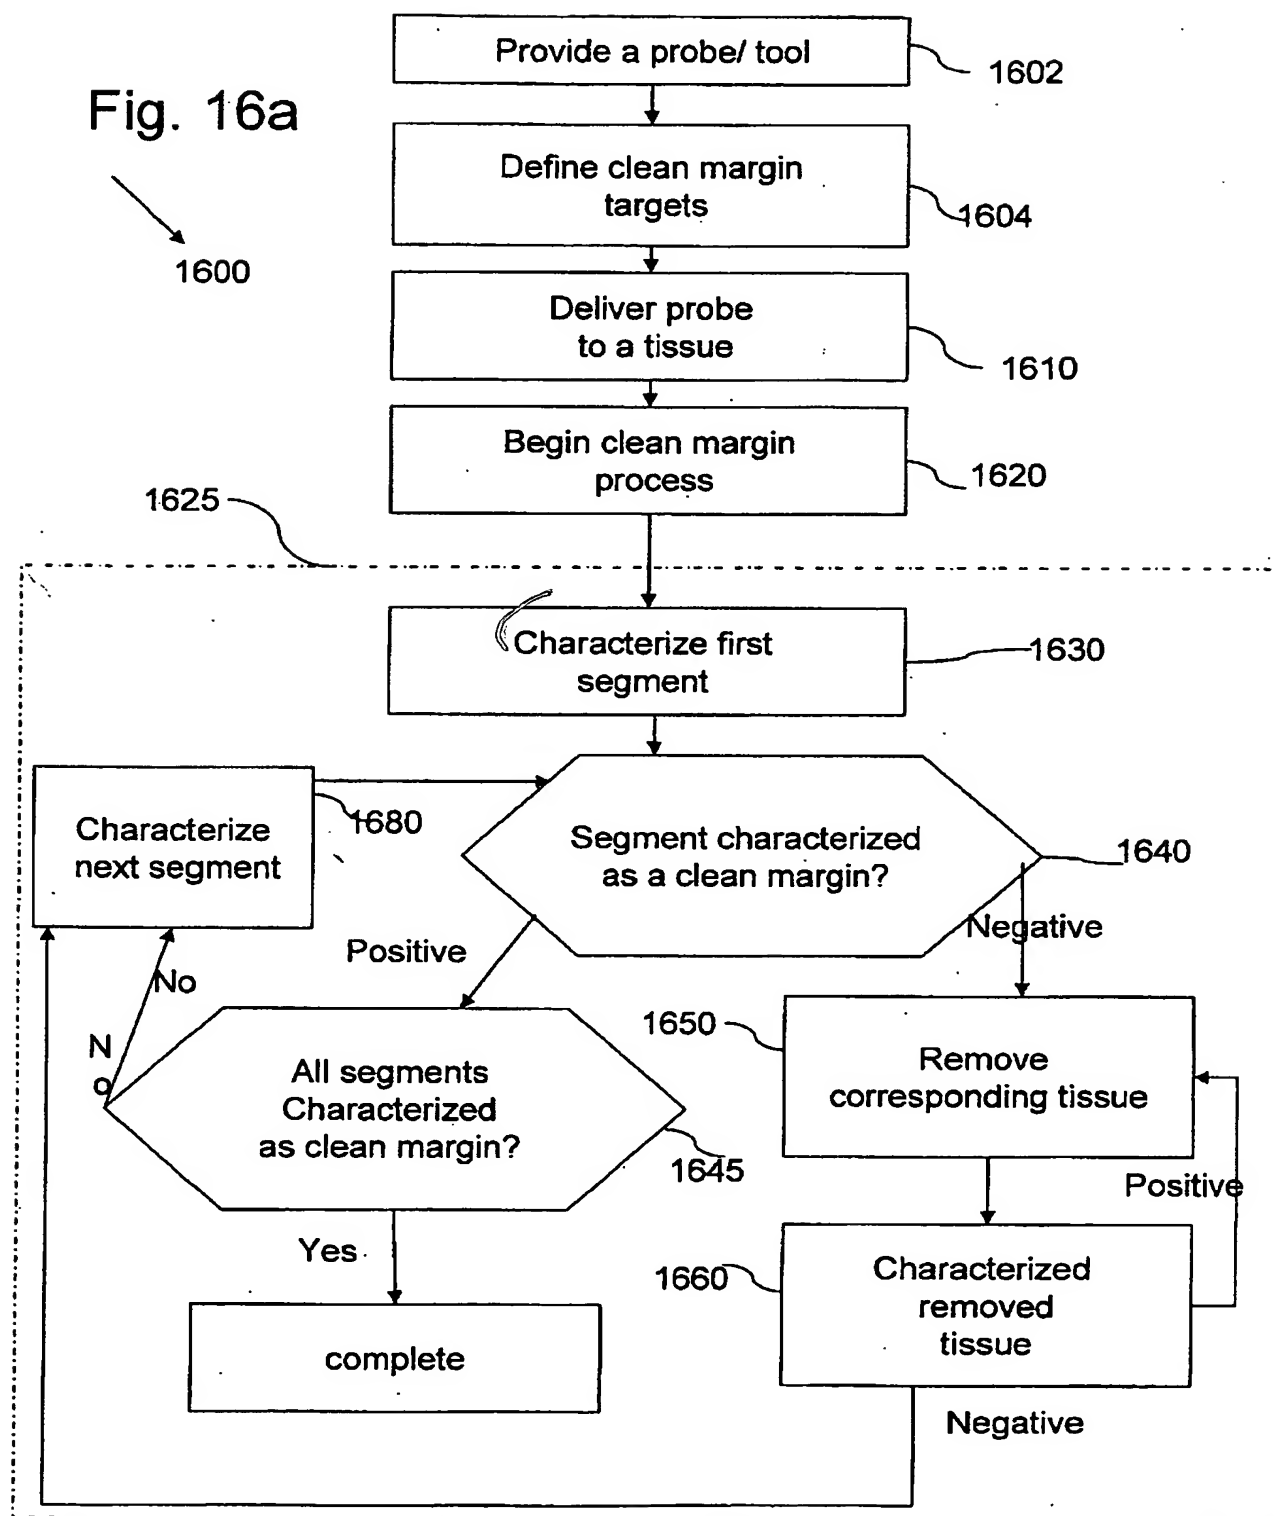 Provide a probe/ tool
1602
Fig. 16a
Define clean margin
targets
1604
1600
Deliver probe
to a tissue
1610
Begin clean margin
process
1620
1625
Characterize first
segment
1630
Characterize
next segment
1680
Segment characterized
as a clean margin?
1640
Positive
Negative
No
N
o
1650
Remove
corresponding tissue
All segments
Characterized
as clean margin?
1645
Positive
Yes
1660
Characterized
removed
tissue
complete
Negative